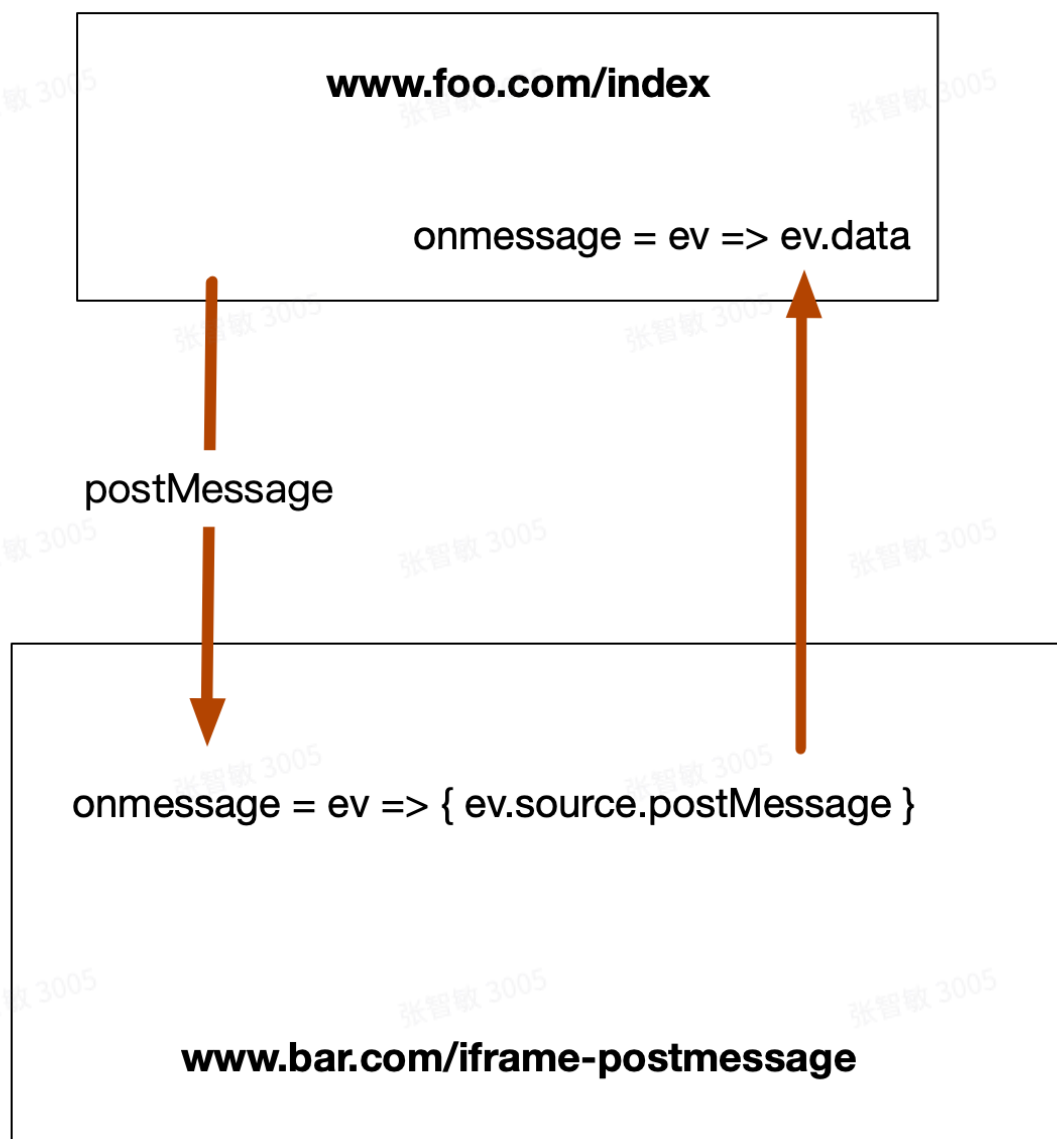 www.foo.com/index
onmessage = ev => ev.data
postMessage
onmessage = ev => { ev.source.postMessage }
www.bar.com/iframe-postmessage
张智敏 3005